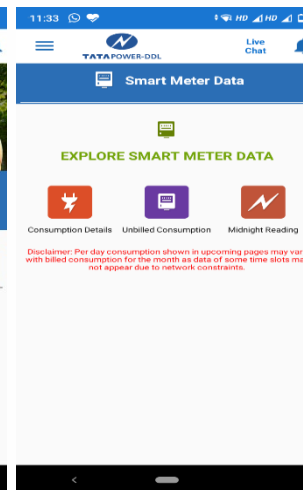 11:33
HD HD
TATA POWER-DDL
Live
Chat
Smart Meter Data
EXPLORE SMART METER DATA
Consumption Details Unbilled Consumption Midnight Reading
Disclaimer: Per day consumption shown in upcoming pages may var
with billed consumption for the month as data of some time slots ma
not appear due to network constraints.